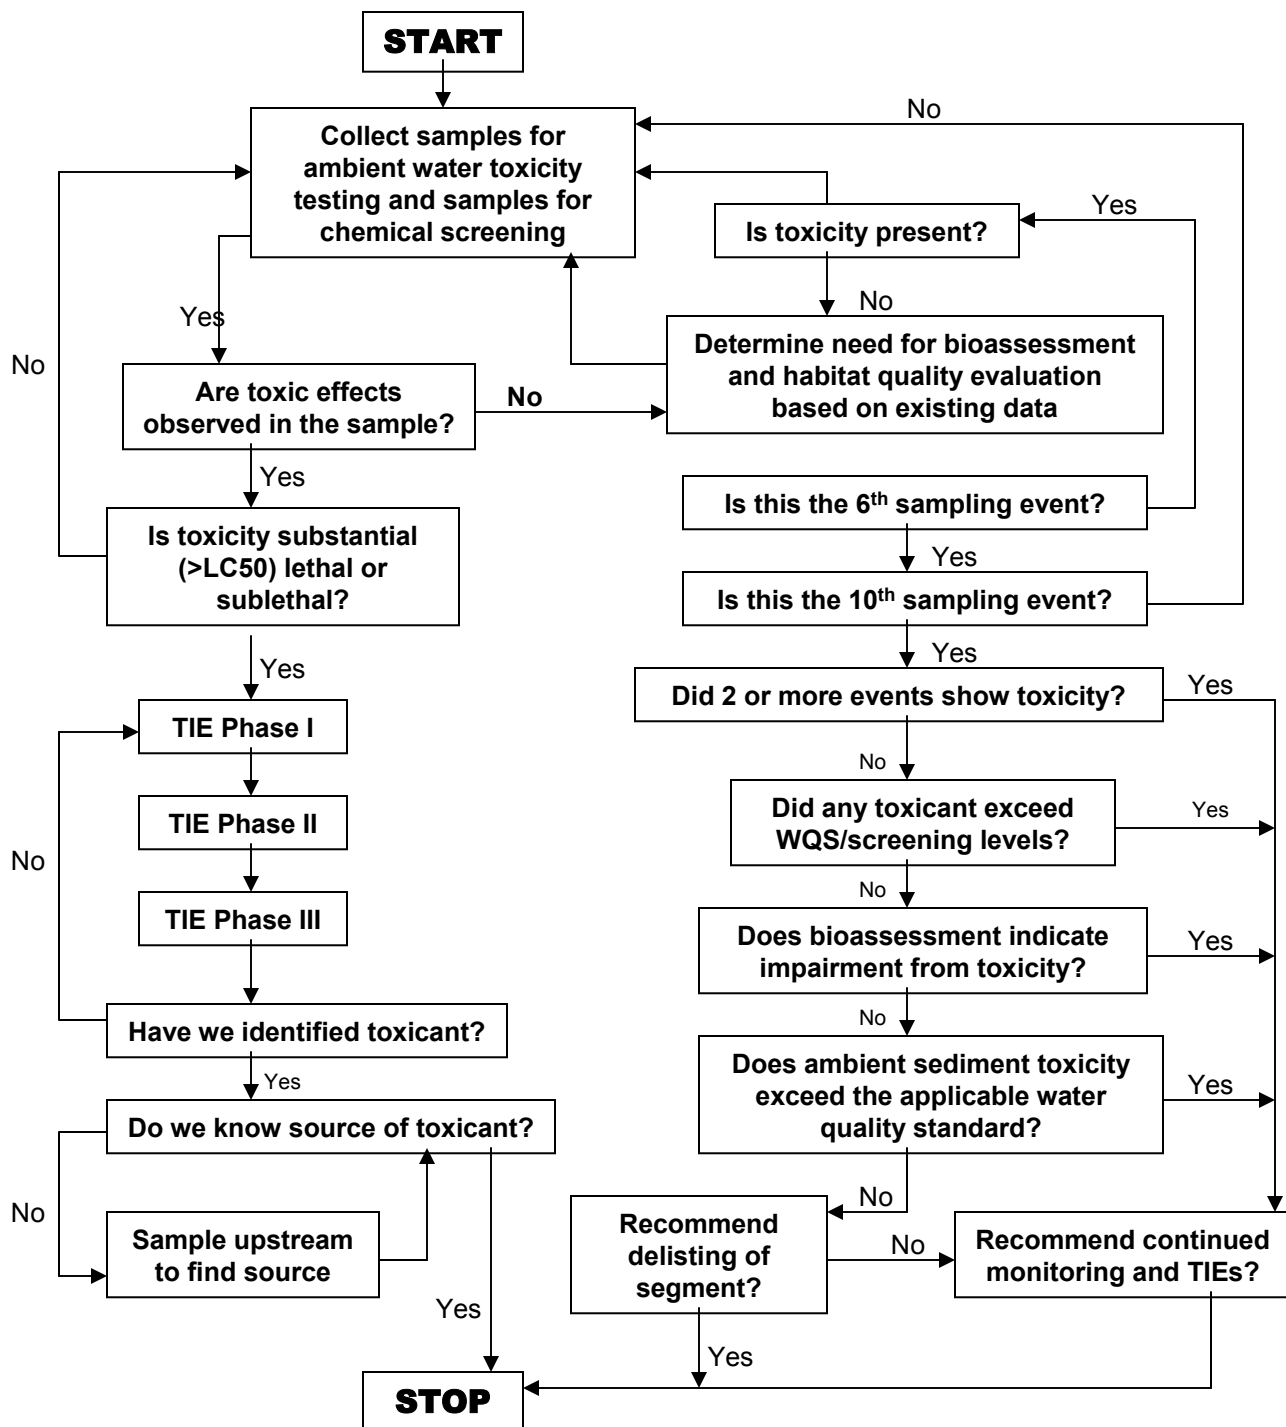 START
No
Collect samples for
ambient water toxicity
testing and samples for
chemical screening
Yes
Is toxicity present?
Yes
No
No
Determine need for bioassessment
and habitat quality evaluation
based on existing data
Are toxic effects
observed in the sample?
No
Yes
Is this the 6th sampling event?
Is toxicity substantial
(>LC50) lethal or
sublethal?
Yes
Is this the 10th sampling event?
Yes
Yes
Did 2 or more events show toxicity?
Yes
TIE Phase I
No
Did any toxicant exceed
WQS/screening levels?
Yes
TIE Phase II
No
No
TIE Phase III
Does bioassessment indicate
impairment from toxicity?
Yes
No
Have we identified toxicant?
Yes
Does ambient sediment toxicity
exceed the applicable water
quality standard?
Yes
Do we know source of toxicant?
No
No
Sample upstream
to find source
Recommend
delisting of
segment?
No
Recommend continued
monitoring and TIEs?
Yes
Yes
STOP